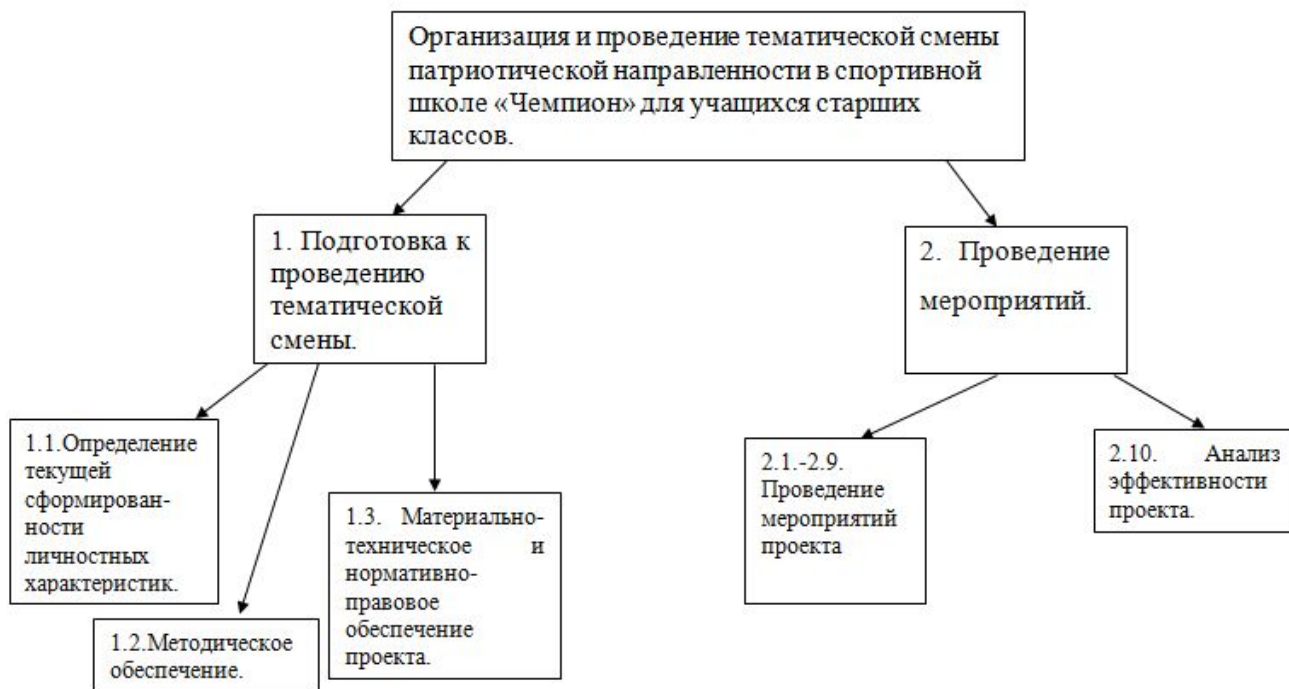 Организация и проведение тематической смены
патриотической направленности в спортивной
школе «Чемпион» для учащихся старших
классов.
1. Подготовка к
проведению
тематической
смены.
2. Проведение
мероприятий.
1.1.Определение
текущей
сформирован-
ности
личностных
характеристик.
1.2.Методическое
обеспечение.
1.3. Материально-
техническое и
нормативно-
правовое
обеспечение
проекта.
2.1.-2.9.
Проведение
мероприятий
проекта
2.10. Анализ
эффективности
проекта.